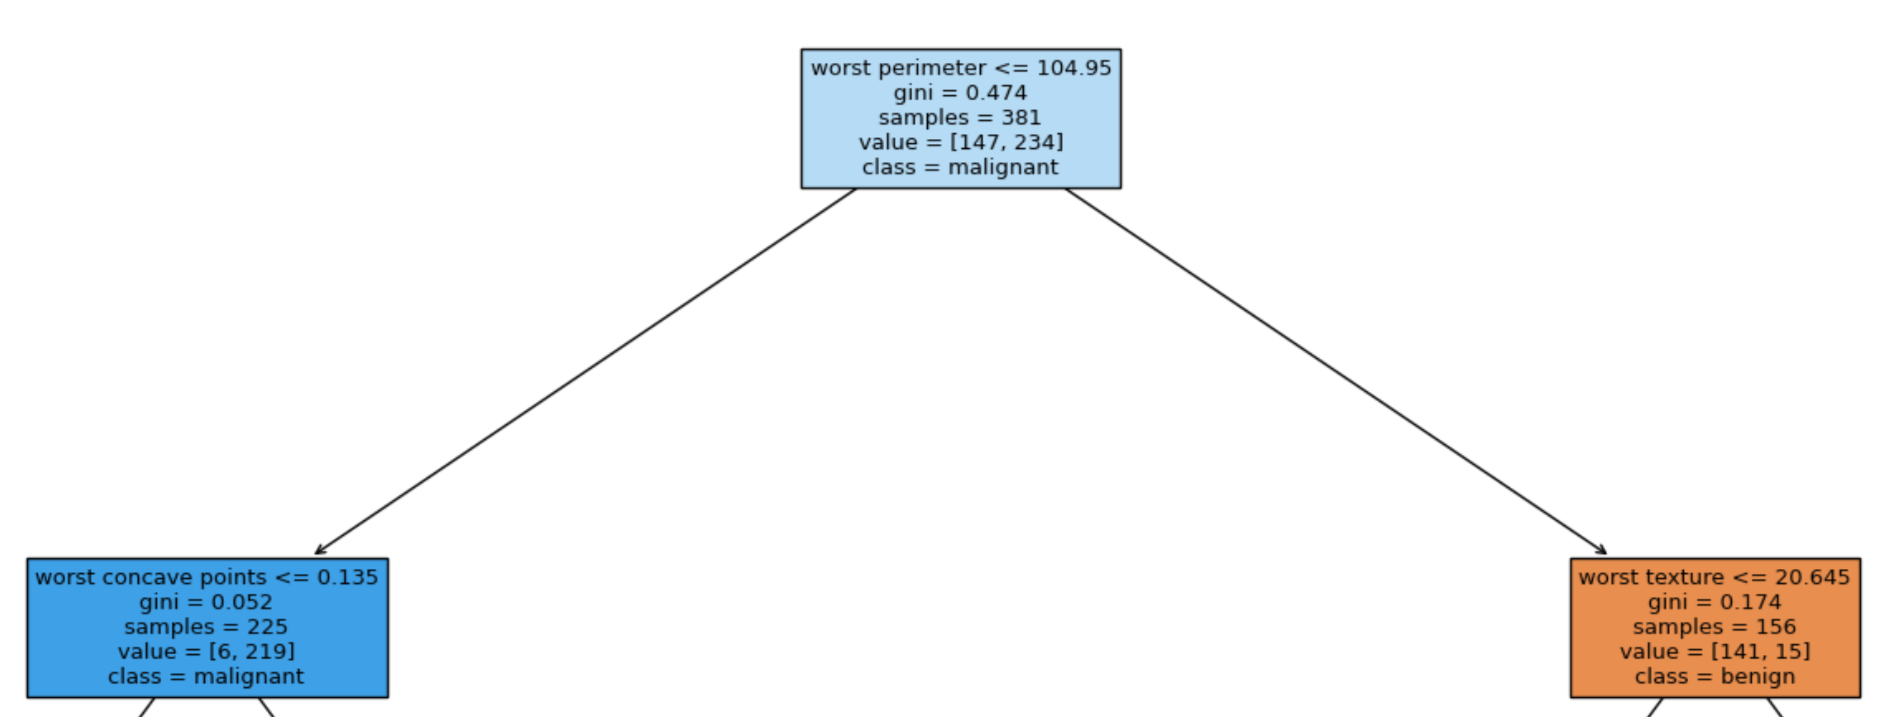 worst perimeter <= 104.95
gini = 0.474
samples = 381
value = [147, 234]
class = malignant
worst concave points <= 0.135
gini = 0.052
samples = 225
value = [6, 219]
class = malignant
worst texture <= 20.645
gini = 0.174
samples = 156
value = [141, 15]
class = benign